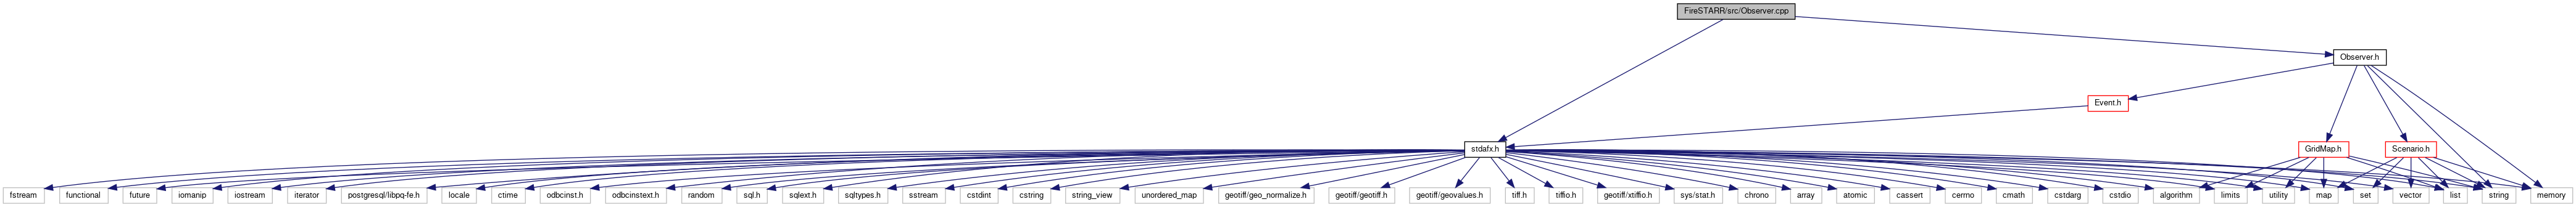 FireSTARR/src/Observer.cpp
Observer.h
Event.h
stdafx.h
GridMap.h
Scenario.h
fstream
functional
future
iomanip
iostream
iterator
postgresql/libpq-fe.h
locale
ctime
odbcinst.h
odbcinstext.h
random
sql.h
sqlext.h
sqltypes.h
sstream
cstdint
cstring
string_view
unordered_map
geotiff/geo_normalize.h
geotiff/geotiff.h
geotiff/geovalues.h
tiff.h
tiffio.h
geotiff/xtiffio.h
sys/stat.h
chrono
array
atomic
cassert
cerrno
cmath
cstdarg
cstdio
algorithm
limits
utility
map
set
vector
list
string
memory